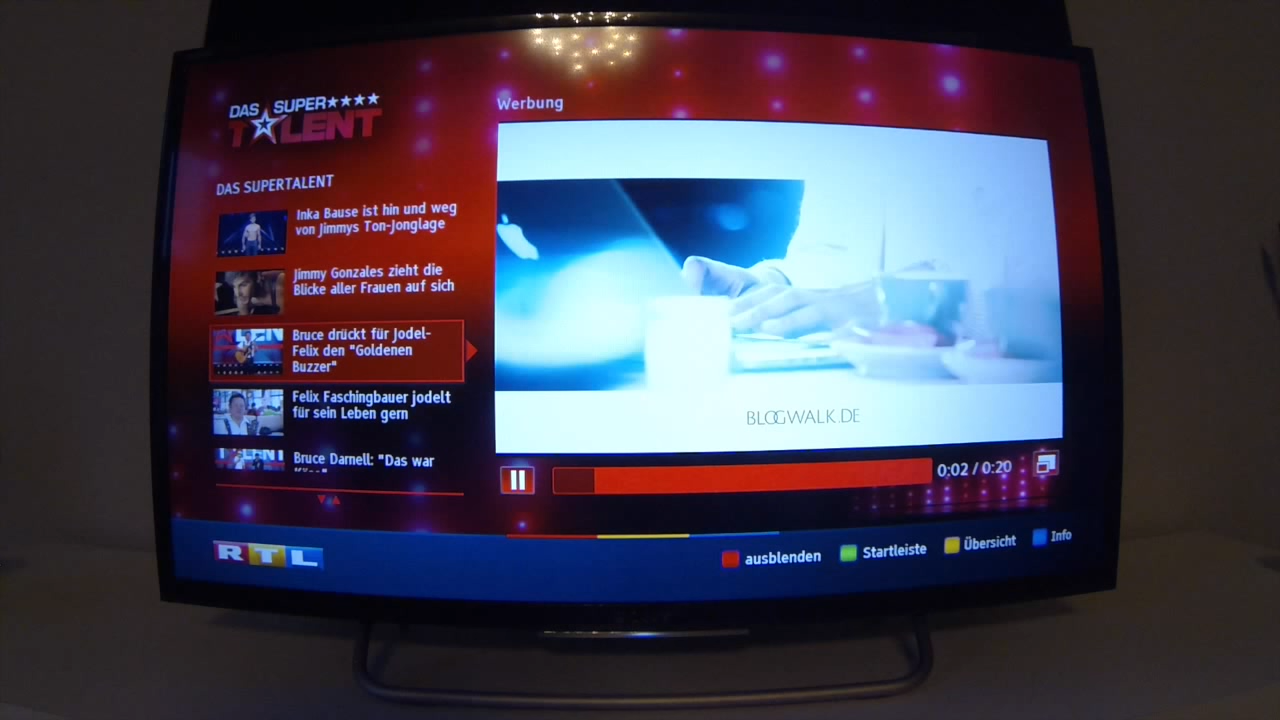 DAS SUPER
TALENT
DAS SUPERTALENT
Inka Bause ist hin und weg
von Jimmys Ton-Jonglage
Jimmy Gonzales zieht die
Blicke aller Frauen auf sich
Bruce drückt für Jodel-
Felix den "Goldenen
Buzzer"
Felix Faschingbauer jodelt
für sein Leben gern
Bruce Darnell: "Das war
Werbung
BLOGWALK.DE
0:02 / 0:20
RTL
ausblenden
Startleiste
Übersicht
Info